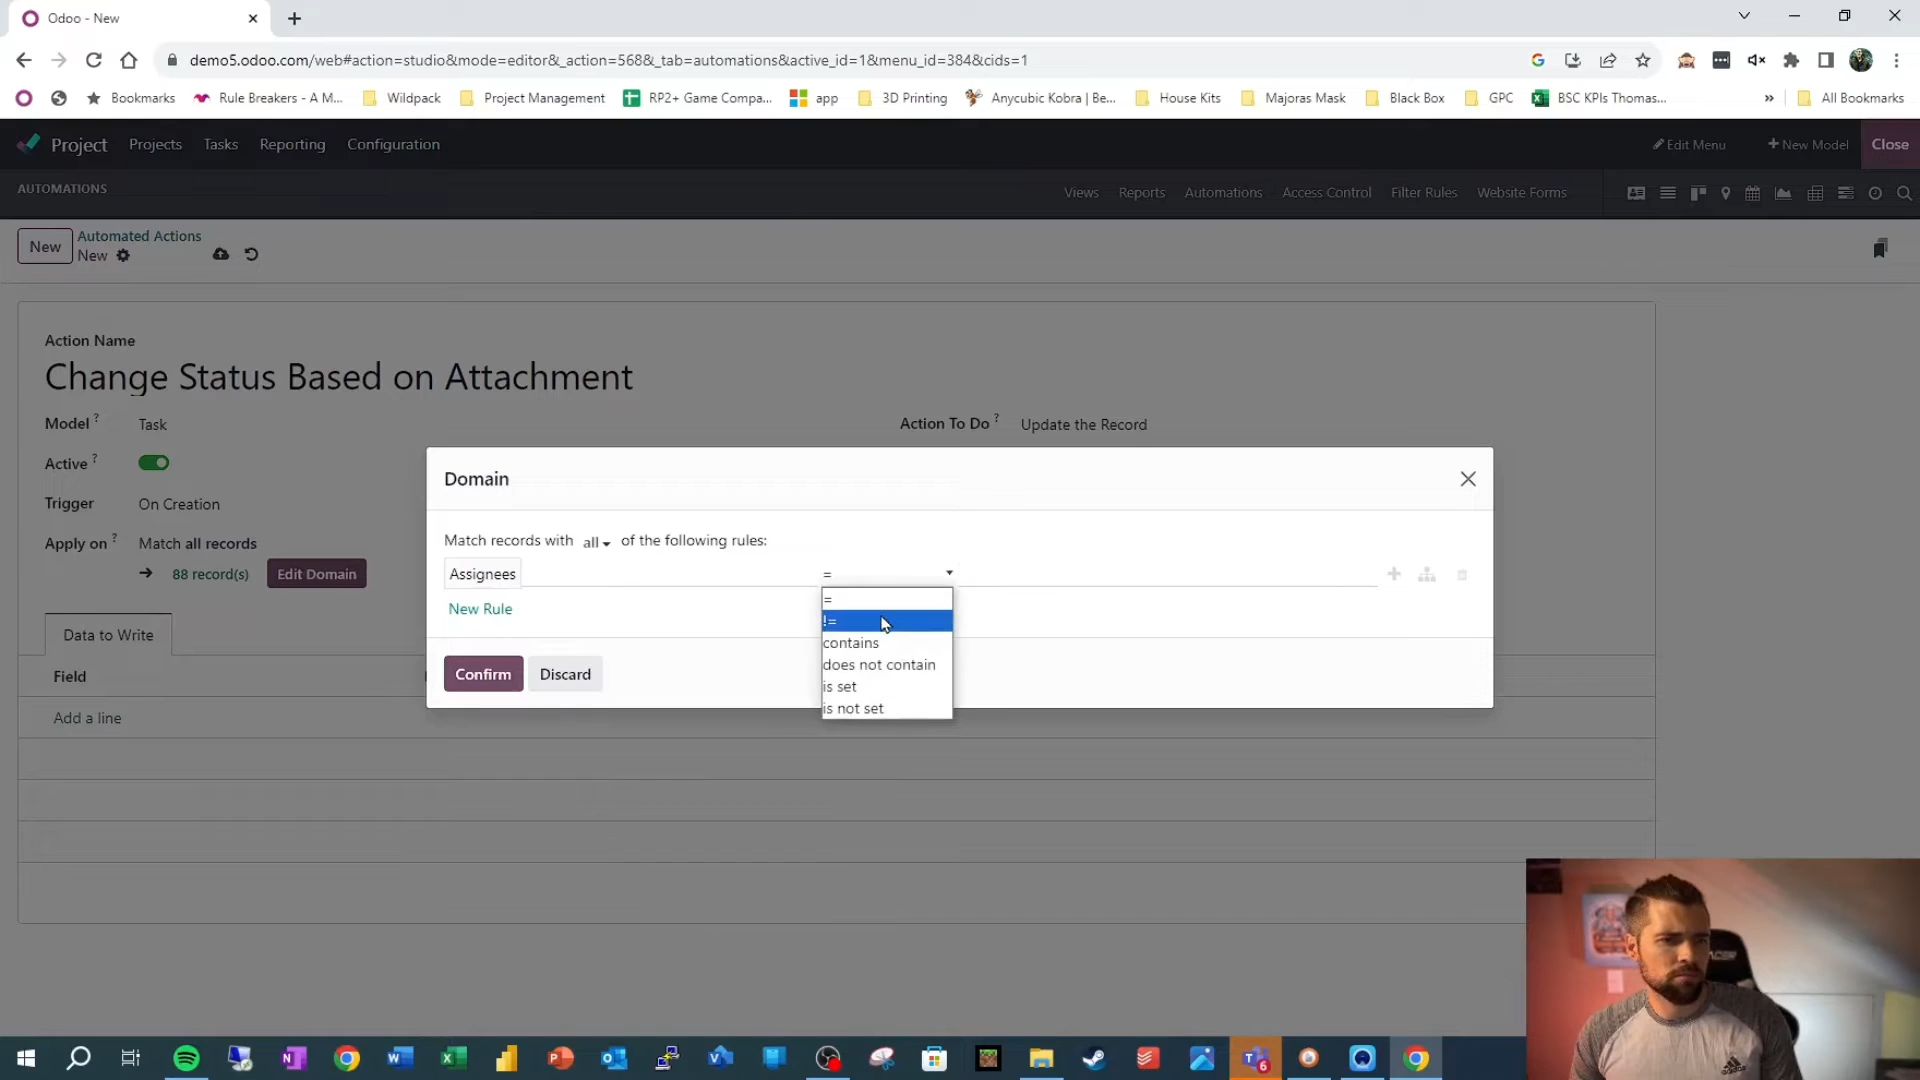 Odoo - New
demo5.odoo.com/web#action=studio&mode=editor&_action=568&_tab=automations&active_id=1&menu_id=384&cids=1
Bookmarks
Rule Breakers - A M...
Wildpack
Project Management
RP2+ Game Compa...
app
3D Printing
Anycubic Kobra | Be...
House Kits
Majoras Mask
Black Box
GPC
BSC KPIs Thomas...
»
All Bookmarks
Project
Projects
Tasks
Reporting
Configuration
Edit Menu
+ New Model
Close
AUTOMATIONS
Views
Reports
Automations
Access Control
Filter Rules
Website Forms
New
Automated Actions
New
Action Name
Change Status Based on Attachment
Model ?
Task
Action To Do ?
Update the Record
Active ?
Trigger
On Creation
Apply on ?
Match all records
88 record(s)
Edit Domain
Data to Write
Field
Add a line
Domain
Match records with all of the following rules:
Assignees
=
=
!=
contains
does not contain
is set
is not set
New Rule
Confirm
Discard
adidas
6